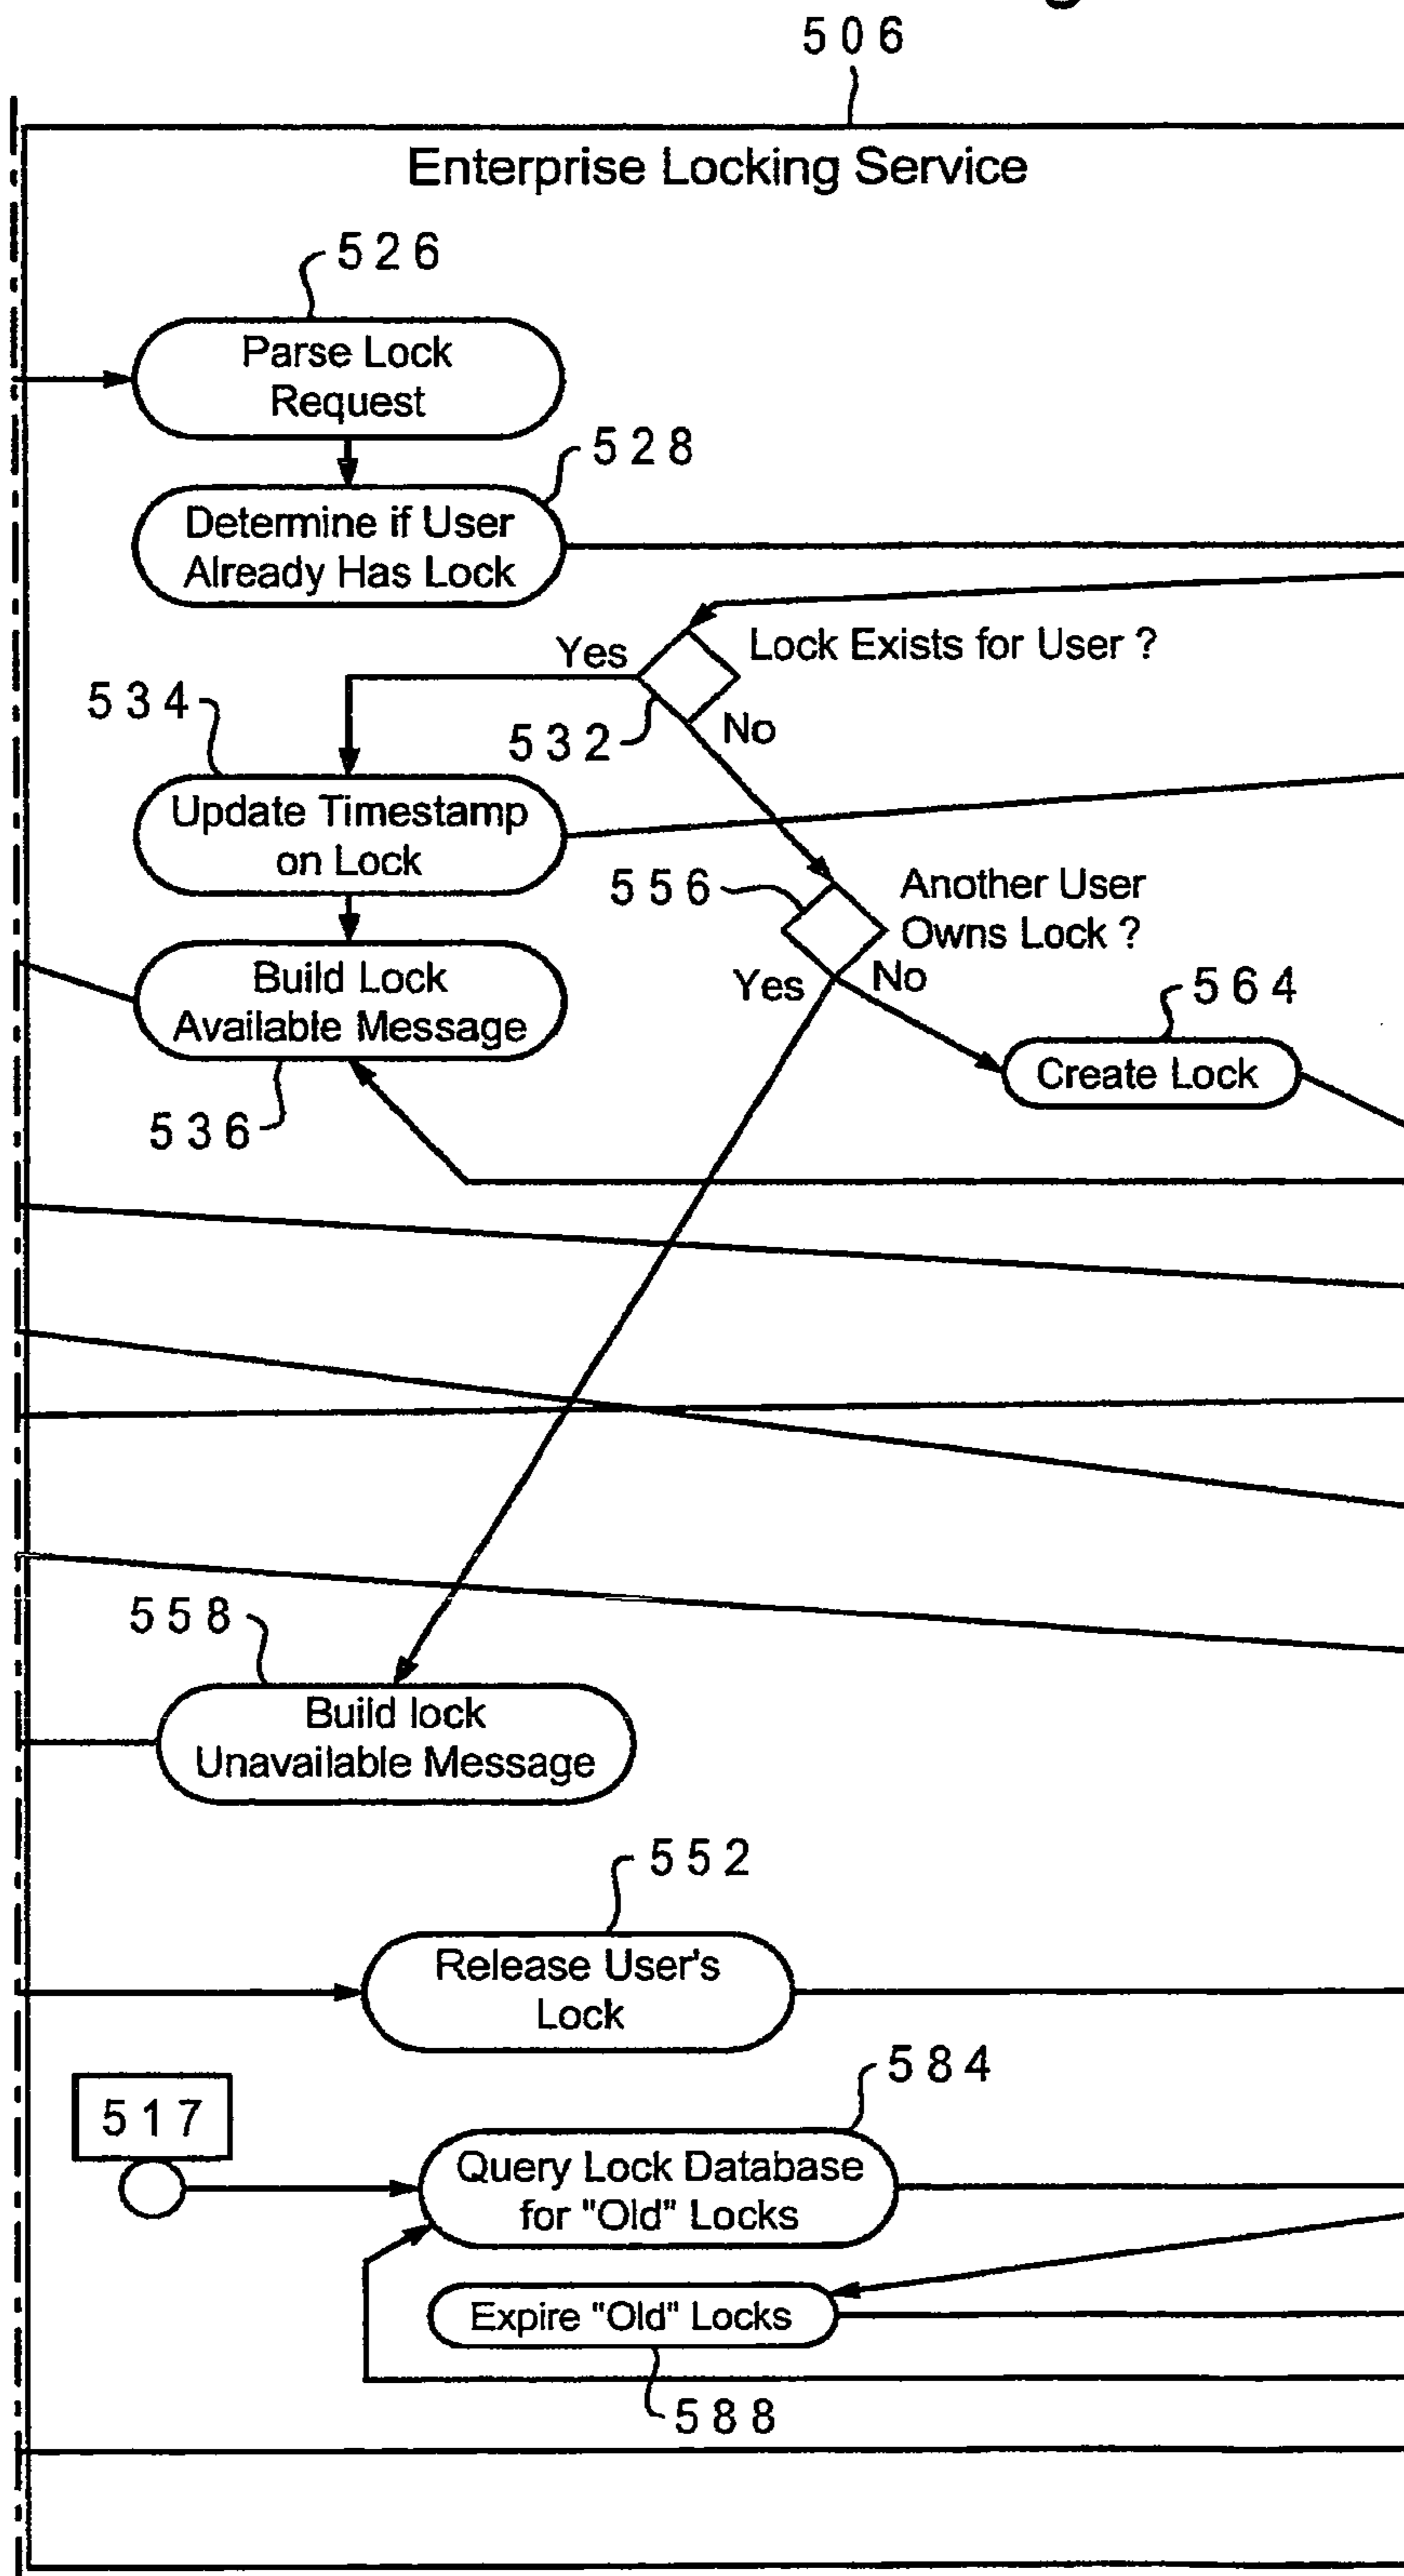 506
Enterprise Locking Service
526
Parse Lock
Request
528
Determine if User
Already Has Lock
Yes
Lock Exists for User ?
534
532
No
Update Timestamp
on Lock
556
Another User
Owns Lock ?
Build Lock
Available Message
Yes
No
564
Create Lock
536
558
Build lock
Unavailable Message
552
Release User's
Lock
584
517
Query Lock Database
for "Old" Locks
Expire "Old" Locks
588